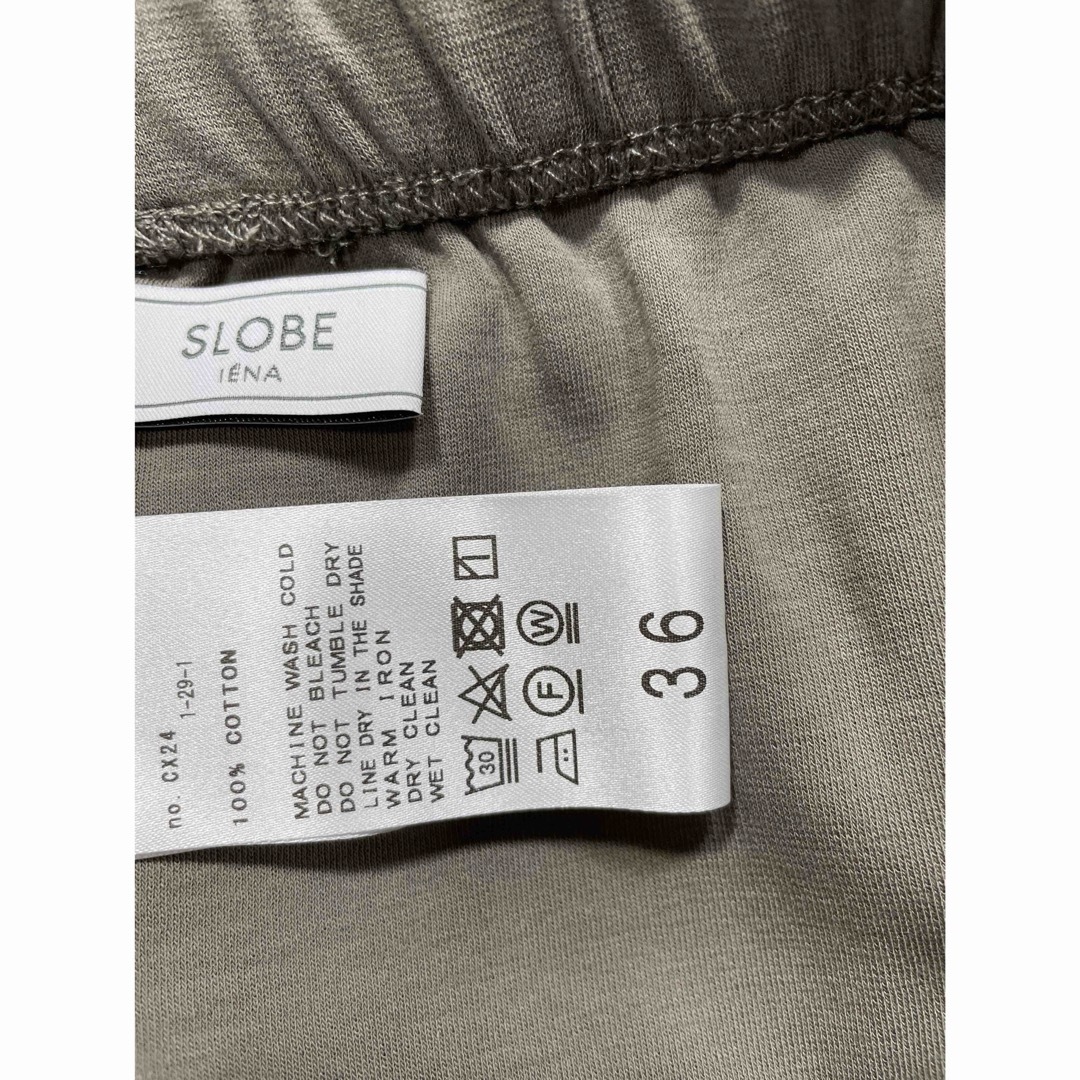 SLOBE
IÉNA
no. CX24
1-29-1
100% COTTON
MACHINE WASH COLD
DO NOT BLEACH
DO NOT TUMBLE DRY
LINE DRY IN THE SHADE
WARM IRON
DRY CLEAN
WET CLEAN
30
F
W
36